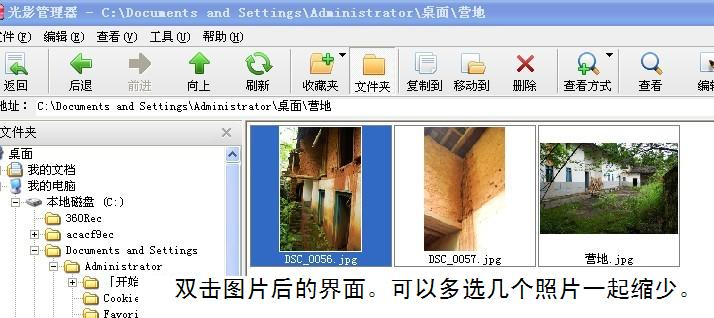 光影管理器 - C:\Documents and Settings\Administrator\桌面\营地
件(F) 编辑(E) 查看(V) 工具(U) 帮助(H)
返回 后退 前进 向上 刷新 收藏夹 文件夹 复制到 移动到 删除 查看方式 查看 编辑
地址: C:\Documents and Settings\Administrator\桌面\营地
文件夹
桌面
我的文档
我的电脑
本地磁盘 (C:)
360Rec
acacf9ec
Documents and Settings
Administrator
「开始
Cookie
Favori
DSC_0056.jpg DSC_0057.jpg 营地.jpg
双击图片后的界面。可以多选几个照片一起缩少。